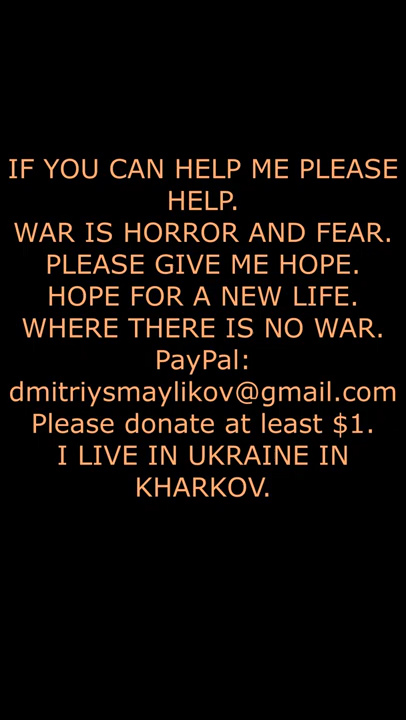 IF YOU CAN HELP ME PLEASE
HELP.
WAR IS HORROR AND FEAR.
PLEASE GIVE ME HOPE.
HOPE FOR A NEW LIFE.
WHERE THERE IS NO WAR.
PayPal:
dmitriysmaylikov@gmail.com
Please donate at least $1.
I LIVE IN UKRAINE IN
KHARKOV.